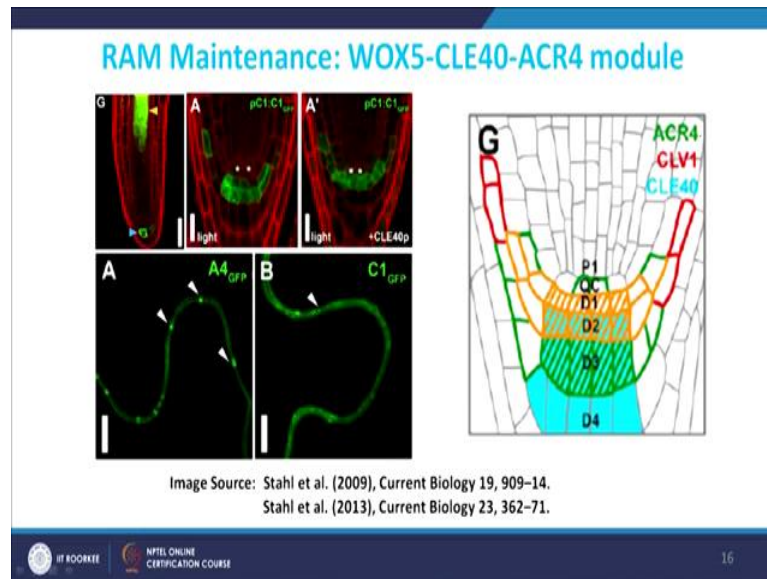 RAM Maintenance: WOX5-CLE40-ACR4 module
G
A
pC1:C1GFP
light
A'
pC1:C1GFP
light
+CLE40p
A
A4GFP
B
C1GFP
G
ACR4
CLV1
CLE40
P1
QC
D1
D2
D3
D4
Image Source: Stahl et al. (2009), Current Biology 19, 909–14.
Stahl et al. (2013), Current Biology 23, 362–71.
IIT ROORKEE
NPTEL ONLINE
CERTIFICATION COURSE
16